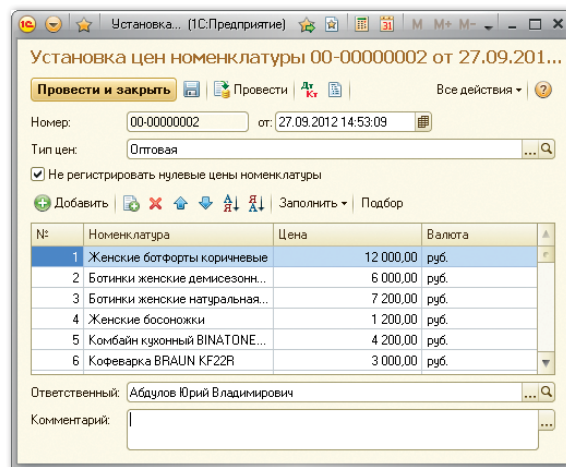 Установка... (1С:Предприятие) 31 M M+ M-
Установка цен номенклатуры 00-00000002 от 27.09.201...
Провести и закрыть Провести Дт Кт Все действия ?
Номер: 00-00000002 от: 27.09.2012 14:53:09
Тип цен: Оптовая ...
Не регистрировать нулевые цены номенклатуры
Добавить А Я Я А Заполнить Подбор
№ Номенклатура Цена Валюта
1 Женские ботфорты коричневые 12 000,00 руб.
2 Ботинки женские демисезонн... 6 000,00 руб.
3 Ботинки женские натуральная... 7 200,00 руб.
4 Женские босоножки 1 200,00 руб.
5 Комбайн кухонный BINATONE... 4 200,00 руб.
6 Кофеварка BRAUN KF22R 3 000,00 руб.
Ответственный: Абдулов Юрий Владимирович ...
Комментарий: ...